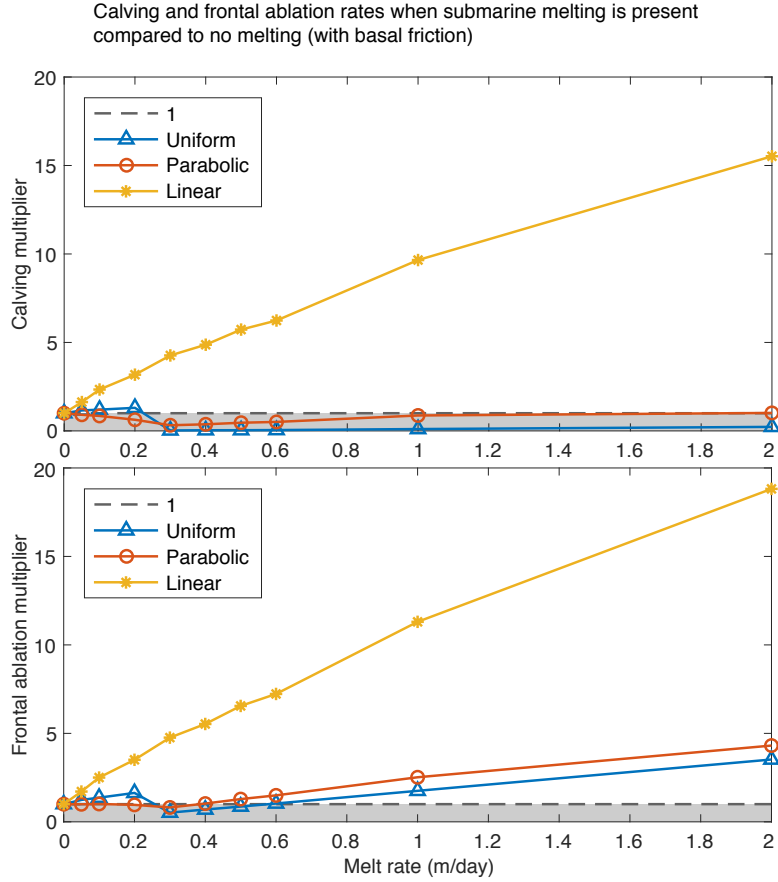 Calving and frontal ablation rates when submarine melting is present
compared to no melting (with basal friction)
20
15
10
5
0
Calving multiplier
1
Uniform
Parabolic
Linear
0 0.2 0.4 0.6 0.8 1 1.2 1.4 1.6 1.8 2
20
15
10
5
0
Frontal ablation multiplier
1
Uniform
Parabolic
Linear
0 0.2 0.4 0.6 0.8 1 1.2 1.4 1.6 1.8 2
Melt rate (m/day)